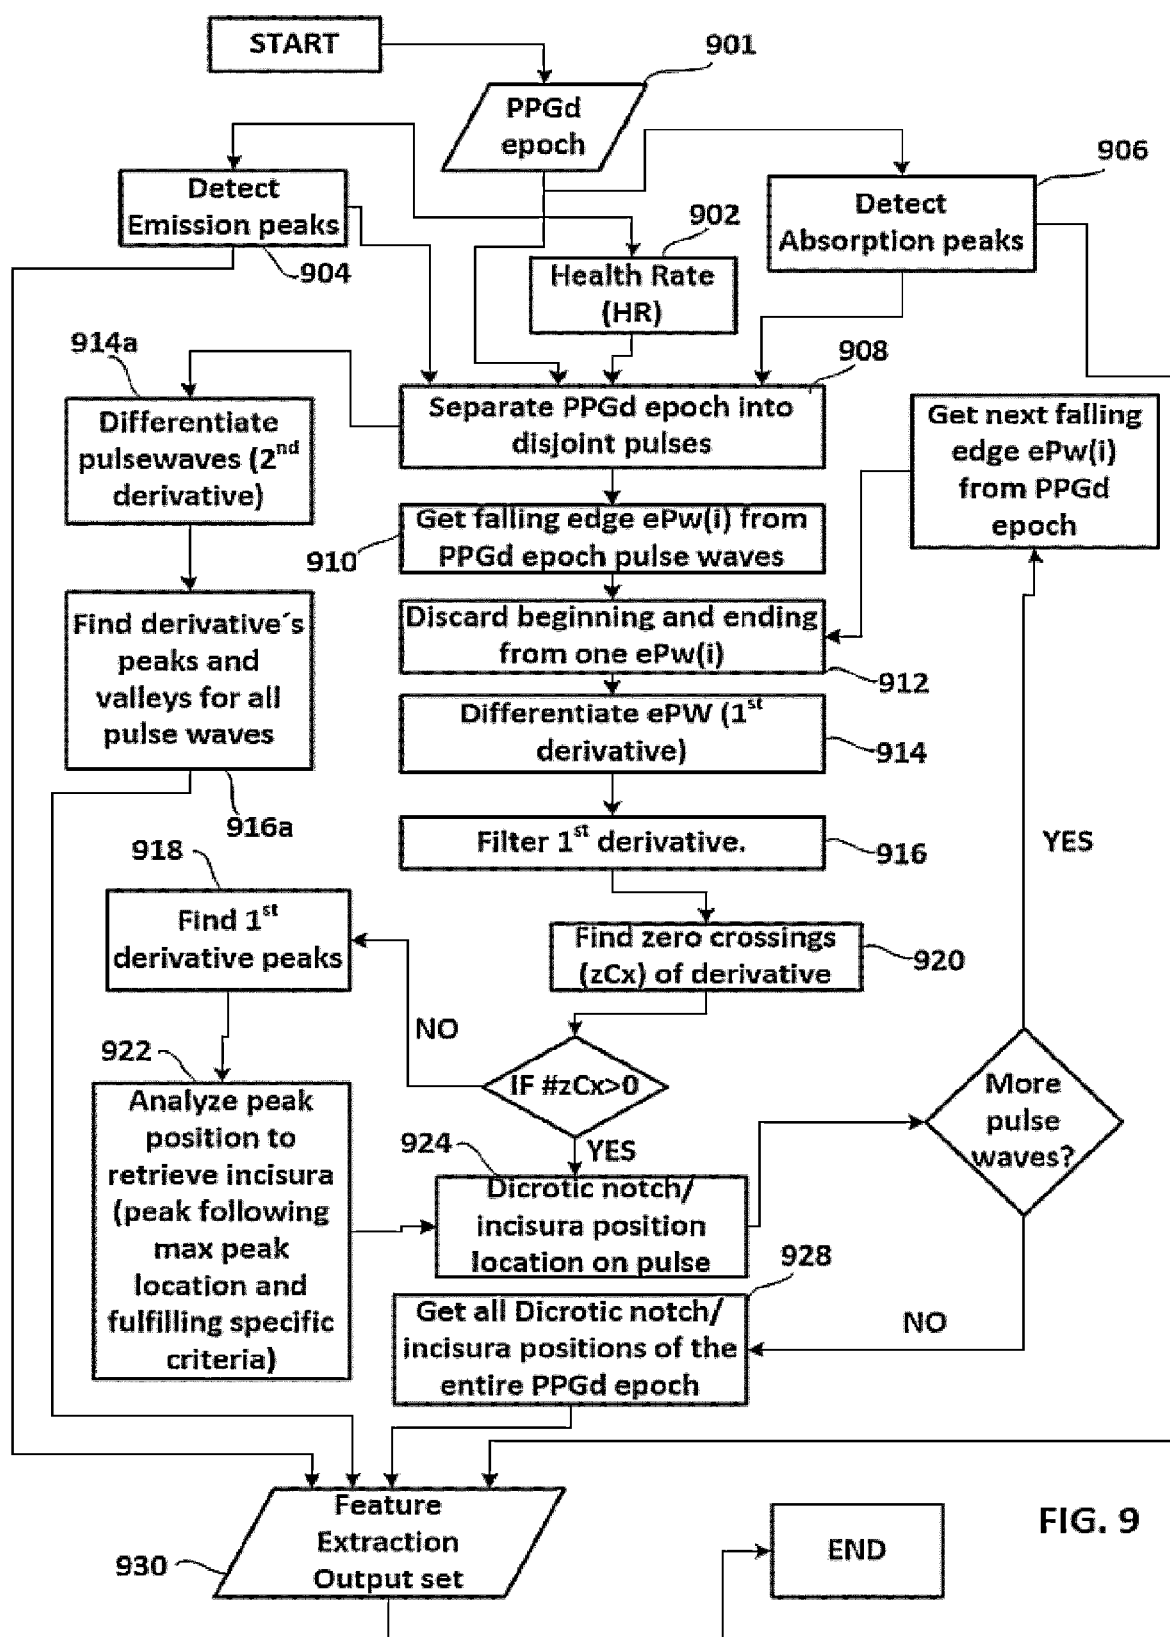 START
901
PPGd
epoch
906
Detect
Emission peaks
904
902
Detect
Absorption peaks
Health Rate
(HR)
914a
908
Differentiate
pulsewaves (2nd
derivative)
Separate PPGd epoch into
disjoint pulses
Get next falling
edge ePw(i)
from PPGd
epoch
910
Get falling edge ePw(i) from
PPGd epoch pulse waves
Find derivative´s
peaks and
valleys for all
pulse waves
916a
Discard beginning and ending
from one ePw(i)
912
Differentiate ePW (1st
derivative)
914
Filter 1st derivative.
916
YES
918
Find 1st
derivative peaks
Find zero crossings
(zCx) of derivative
920
NO
IF #zCx>0
YES
922
Analyze peak
position to
retrieve incisura
(peak following
max peak
location and
fulfilling specific
criteria)
More
pulse
waves?
924
Dicrotic notch/
incisura position
location on pulse
928
NO
Get all Dicrotic notch/
incisura positions of the
entire PPGd epoch
Feature
Extraction
Output set
930
END
FIG. 9